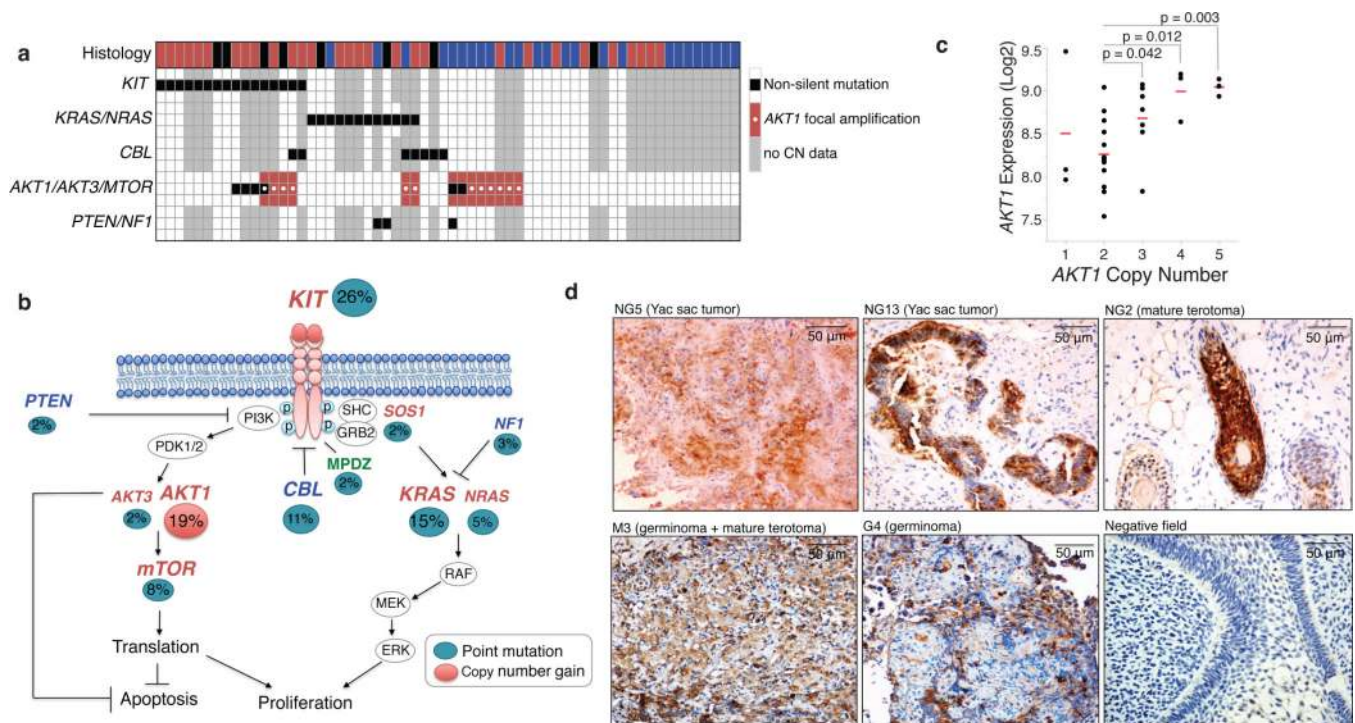 a
Histology
KIT
KRAS/NRAS
CBL
AKT1/AKT3/MTOR
PTEN/NF1
Non-silent mutation
AKT1 focal amplification
no CN data
b
KIT 26%
PTEN
2%
PI3K
PDK1/2
p p
p p
SHC
GRB2
SOS1
2%
NF1
3%
MPDZ
2%
CBL
11%
AKT3 AKT1
2% 19%
mTOR
8%
KRAS NRAS
15% 5%
RAF
MEK
ERK
Translation
Apoptosis
Proliferation
Point mutation
Copy number gain
c
p = 0.003
p = 0.012
p = 0.042
AKT1 Expression (Log2)
9.5
9.0
8.5
8.0
7.5
1 2 3 4 5
AKT1 Copy Number
d
NG5 (Yac sac tumor)
50 µm
NG13 (Yac sac tumor)
50 µm
NG2 (mature terotoma)
50 µm
M3 (germinoma + mature terotoma)
50 µm
G4 (germinoma)
50 µm
Negative field
50 µm